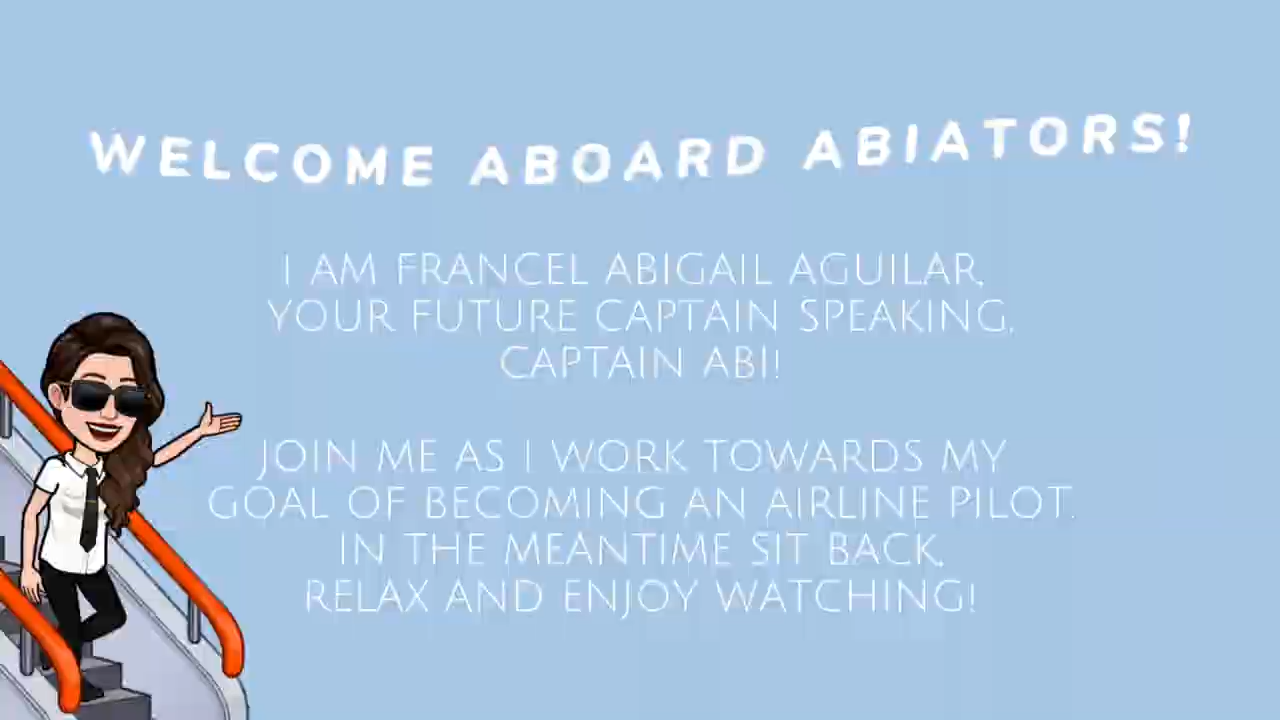 WELCOME ABOARD ABIATORS!
I AM FRANCEL ABIGAIL AGUILAR,
YOUR FUTURE CAPTAIN SPEAKING,
CAPTAIN ABI!
JOIN ME AS I WORK TOWARDS MY
GOAL OF BECOMING AN AIRLINE PILOT.
IN THE MEANTIME SIT BACK,
RELAX AND ENJOY WATCHING!